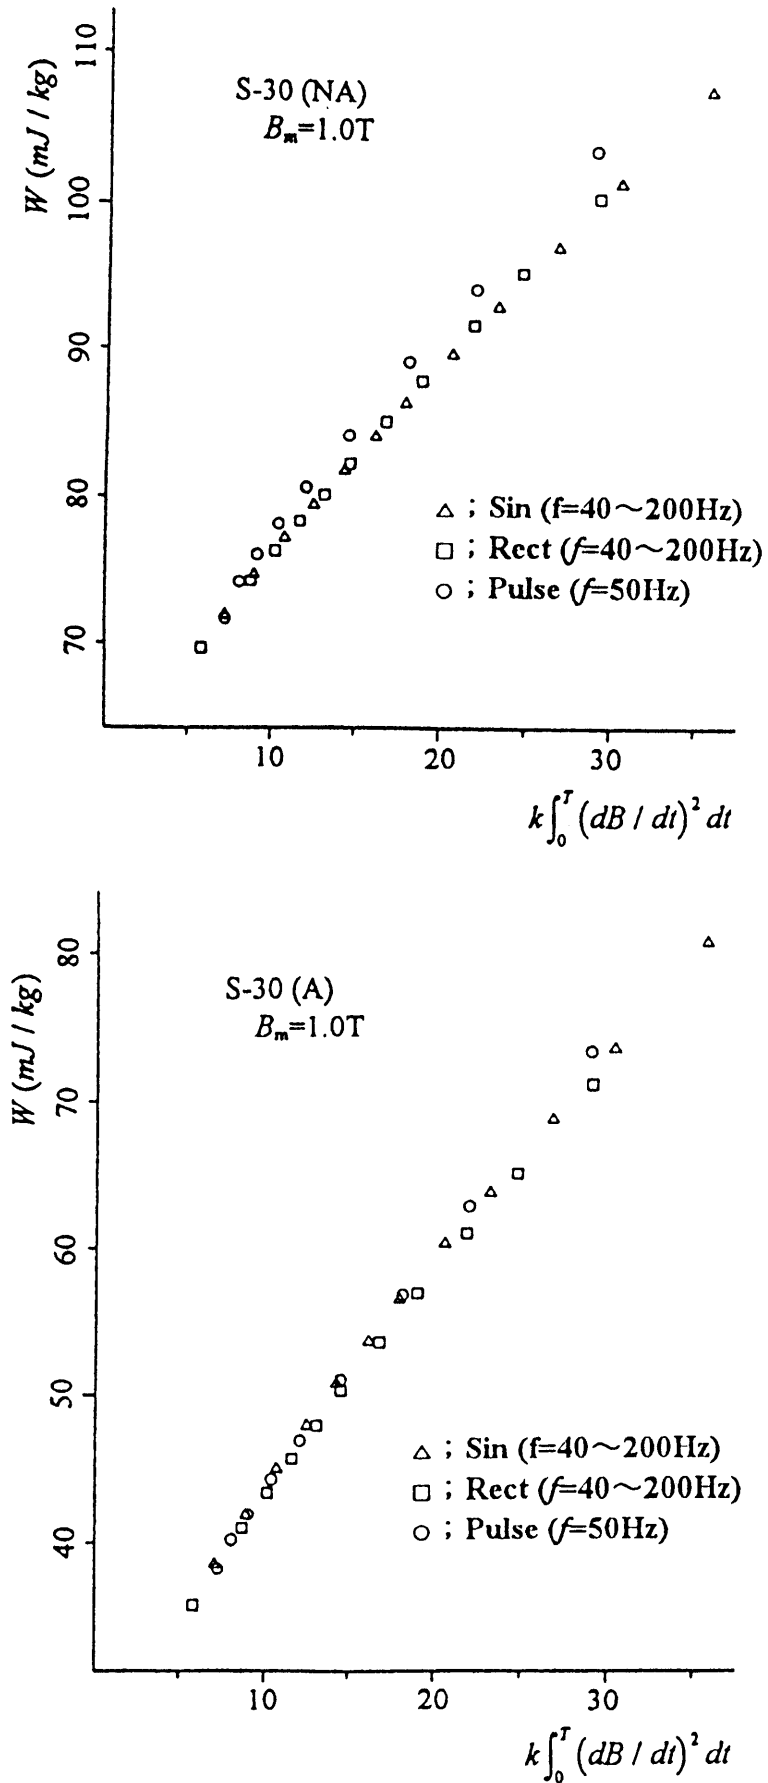 110
100
90
80
70
W (mJ / kg)
S-30 (NA)
Bm=1.0T
△ ; Sin (f=40～200Hz)
□ ; Rect (f=40～200Hz)
○ ; Pulse (f=50Hz)
10 20 30
k∫₀ᵀ (dB / dt)² dt
80
70
60
50
40
W (mJ / kg)
S-30 (A)
Bm=1.0T
△ ; Sin (f=40～200Hz)
□ ; Rect (f=40～200Hz)
○ ; Pulse (f=50Hz)
10 20 30
k∫₀ᵀ (dB / dt)² dt